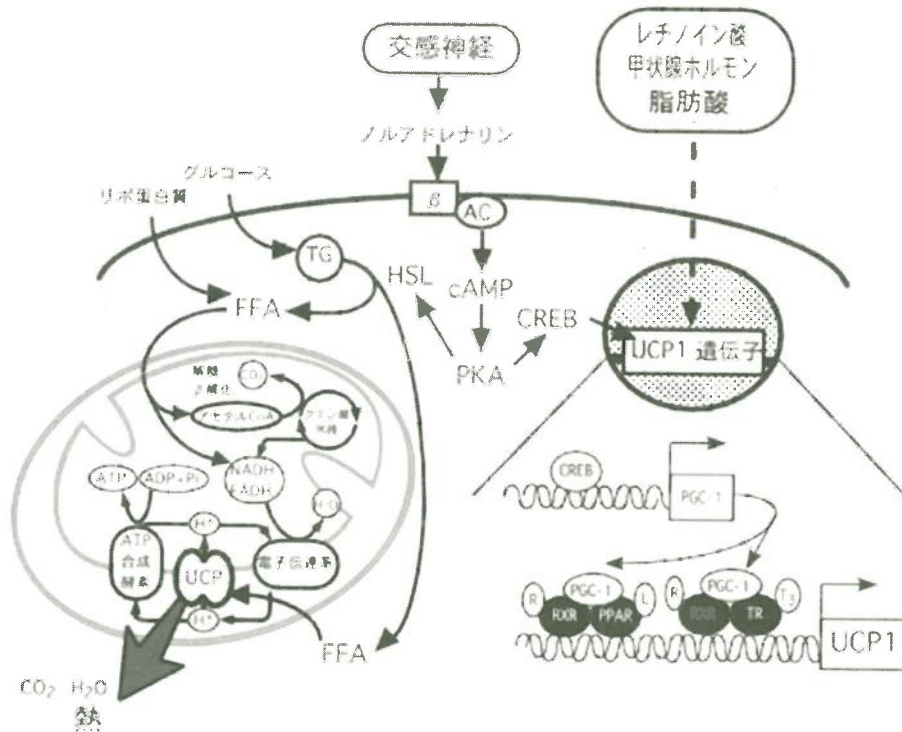 交感神経
レチノイン酸
甲状腺ホルモン
脂肪酸
ノルアドレナリン
グルコース
リポ蛋白質
β
AC
TG
HSL
cAMP
FFA
CREB
UCP1 遺伝子
PKA
CO₂
アセチルCoA
クエン酸
回路
NADH
FADH
ATP
ADP+Pi
H₂O
H⁺
ATP
合成
酵素
UCP
電子伝達系
H⁺
FFA
CO₂ H₂O
熱
CREB
PGC-1
R
PGC-1
L
RXR
PPAR
R
PGC-1
T₃
RXR
TR
UCP1